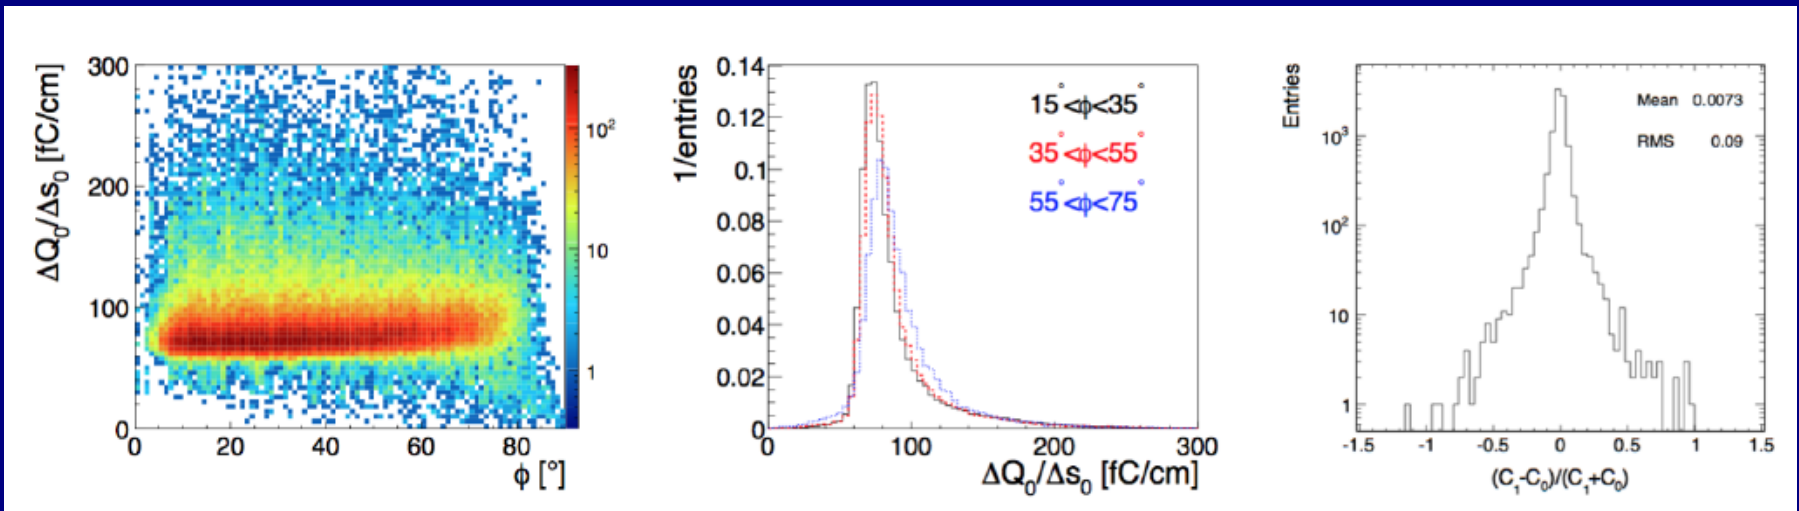 300
200
100
0
0 20 40 60 80
ΔQ₀/Δs₀ [fC/cm]
ϕ [°]
10²
10
1
0.14
0.12
0.1
0.08
0.06
0.04
0.02
0
0 100 200 300
1/entries
ΔQ₀/Δs₀ [fC/cm]
15°<ϕ<35°
35°<ϕ<55°
55°<ϕ<75°
Entries
10³
10²
10
1
-1.5 -1 -0.5 0 0.5 1 1.5
(C₁-C₀)/(C₁+C₀)
Mean 0.0073
RMS 0.09